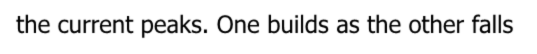 the current peaks. One builds as the other falls